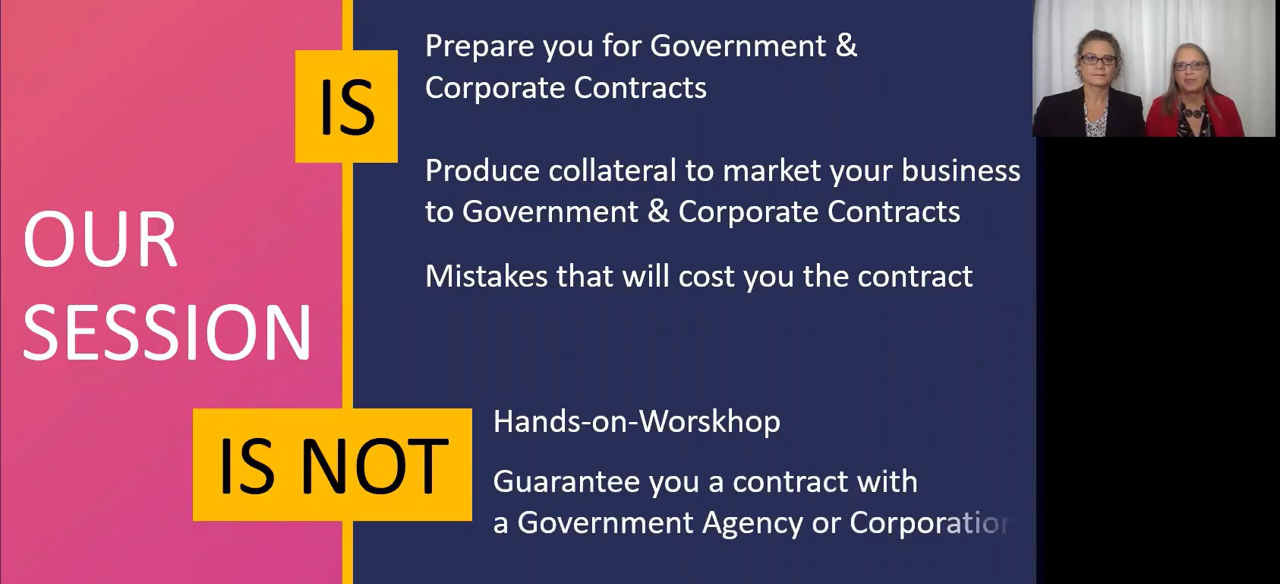 OUR
SESSION
IS
Prepare you for Government &
Corporate Contracts
Produce collateral to market your business
to Government & Corporate Contracts
Mistakes that will cost you the contract
IS NOT
Hands-on-Worskhop
Guarantee you a contract with
a Government Agency or Corporation